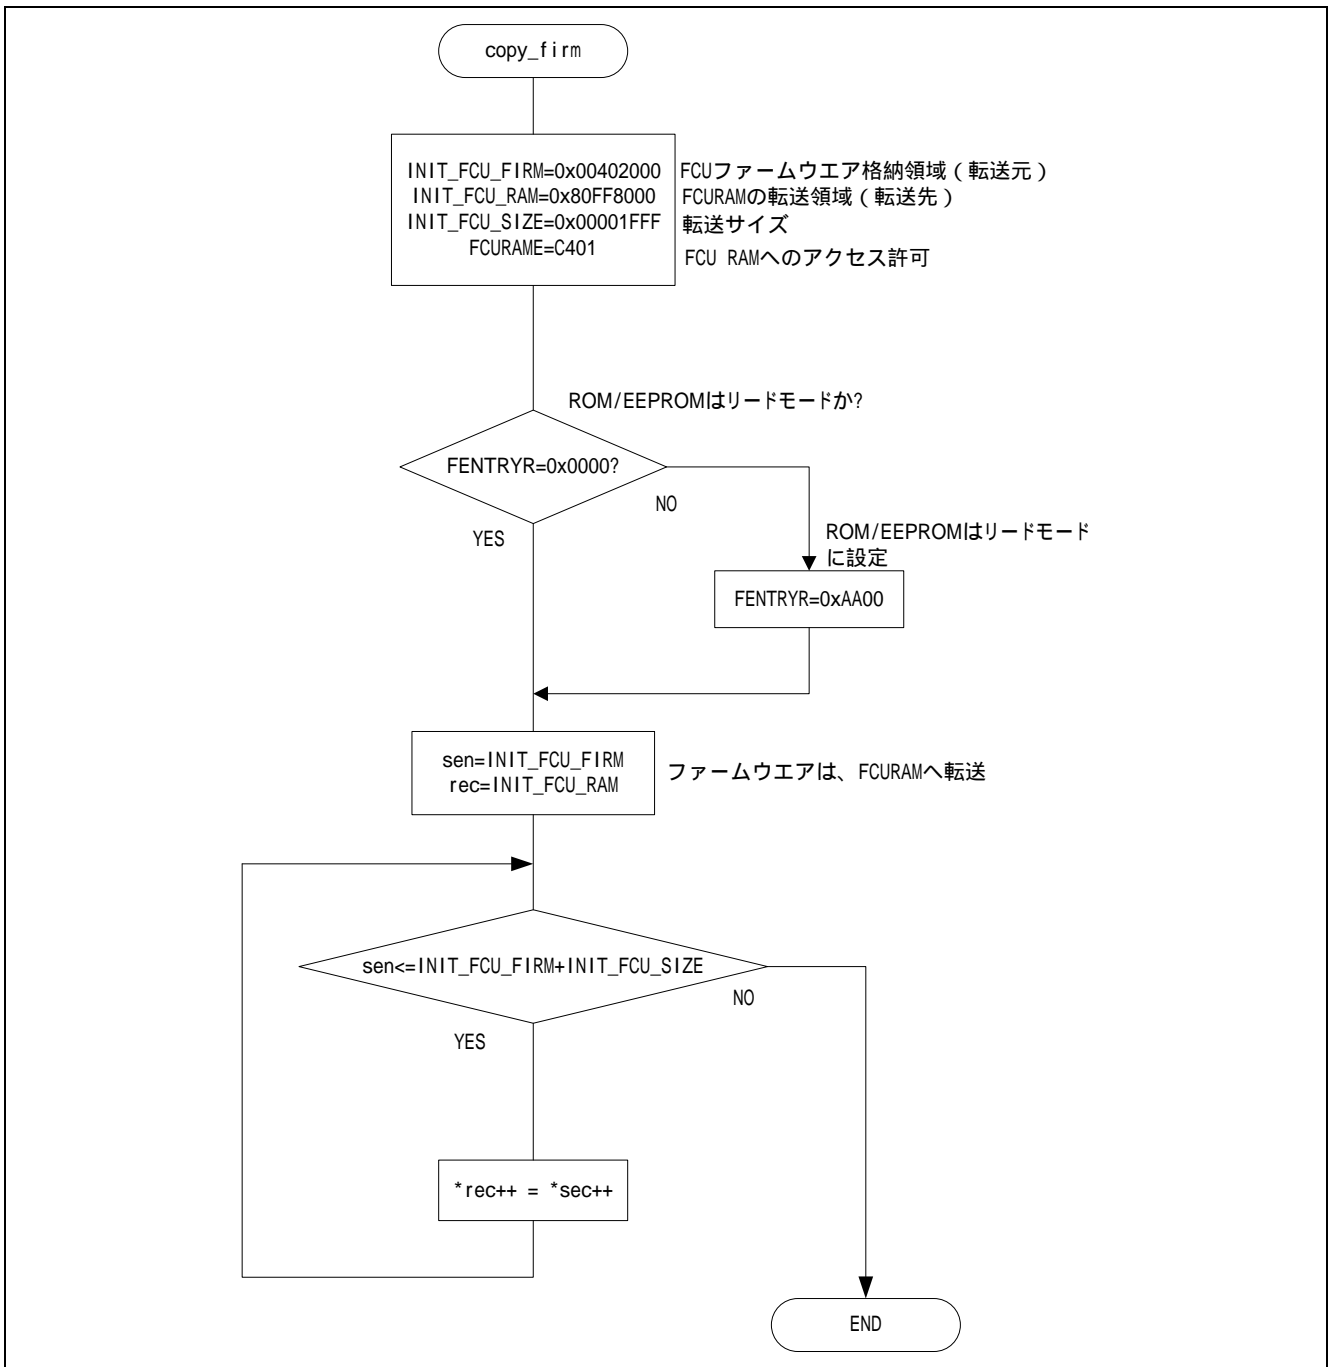 copy_firm
INIT_FCU_FIRM=0x00402000
INIT_FCU_RAM=0x80FF8000
INIT_FCU_SIZE=0x00001FFF
FCURAME=C401
FCUファームウエア格納領域（転送元）
FCURAMの転送領域（転送先）
転送サイズ
FCU RAMへのアクセス許可
ROM/EEPROMはリードモードか?
FENTRYR=0x0000?
NO
YES
ROM/EEPROMはリードモード
に設定
FENTRYR=0xAA00
sen=INIT_FCU_FIRM
rec=INIT_FCU_RAM
ファームウエアは、FCURAMへ転送
sen<=INIT_FCU_FIRM+INIT_FCU_SIZE
NO
YES
*rec++ = *sec++
END